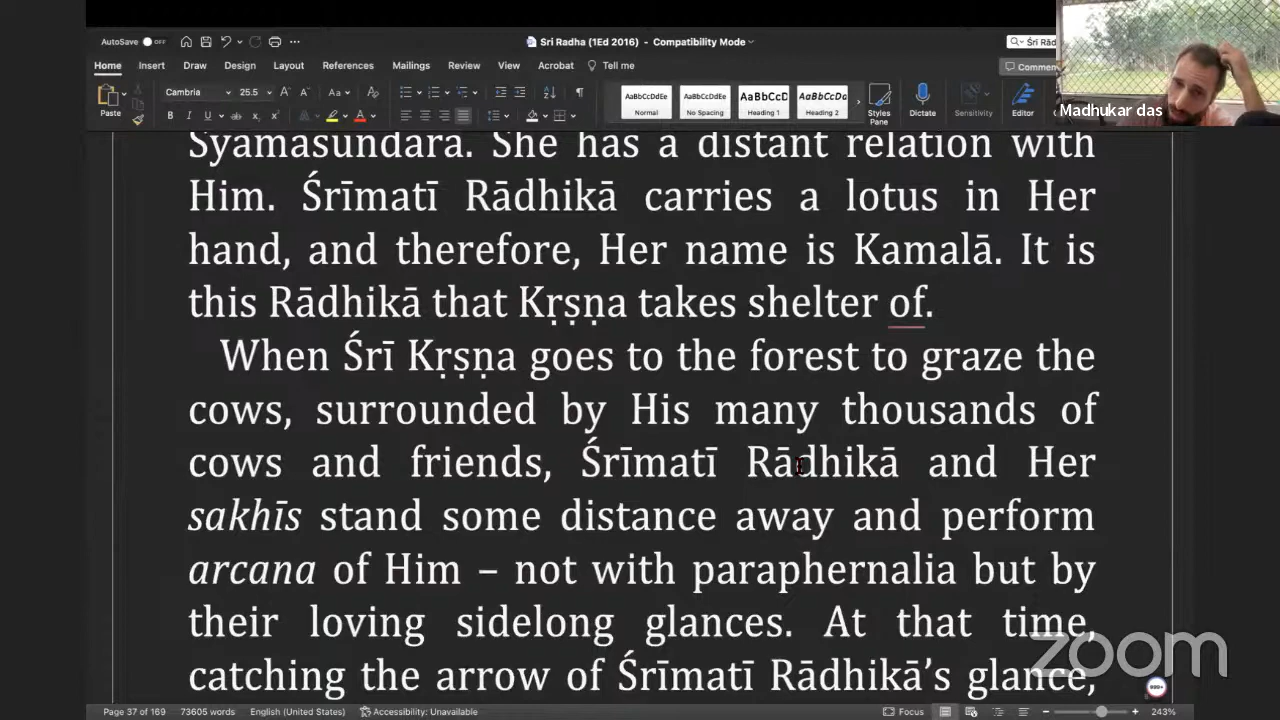 AutoSave OFF
Sri Radha (1Ed 2016) - Compatibility Mode
Home Insert Draw Design Layout References Mailings Review View Acrobat Tell me
Paste
Cambria 25.5
AaBbCcDdEe AaBbCcDdEe AaBbCcD AaBbCcDc
Normal No Spacing Heading 1 Heading 2
Styles Pane Dictate Sensitivity Editor
Madhukar das
Śyāmasundara. She has a distant relation with
Him. Śrīmatī Rādhikā carries a lotus in Her
hand, and therefore, Her name is Kamalā. It is
this Rādhikā that Kṛṣṇa takes shelter of.
When Śrī Kṛṣṇa goes to the forest to graze the
cows, surrounded by His many thousands of
cows and friends, Śrīmatī Rādhikā and Her
sakhīs stand some distance away and perform
arcana of Him – not with paraphernalia but by
their loving sidelong glances. At that time,
catching the arrow of Śrīmatī Rādhikā’s glance,
zoom
Page 37 of 169 73605 words English (United States) Accessibility: Unavailable Focus 243%